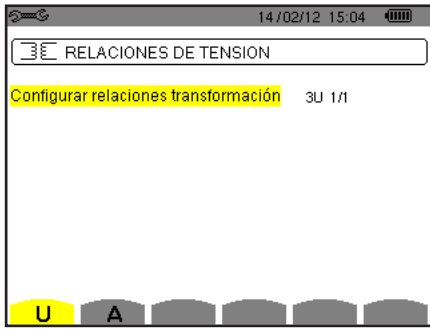 14/02/12 15:04
RELACIONES DE TENSION
Configurar relaciones transformación 3U 1/1
U A